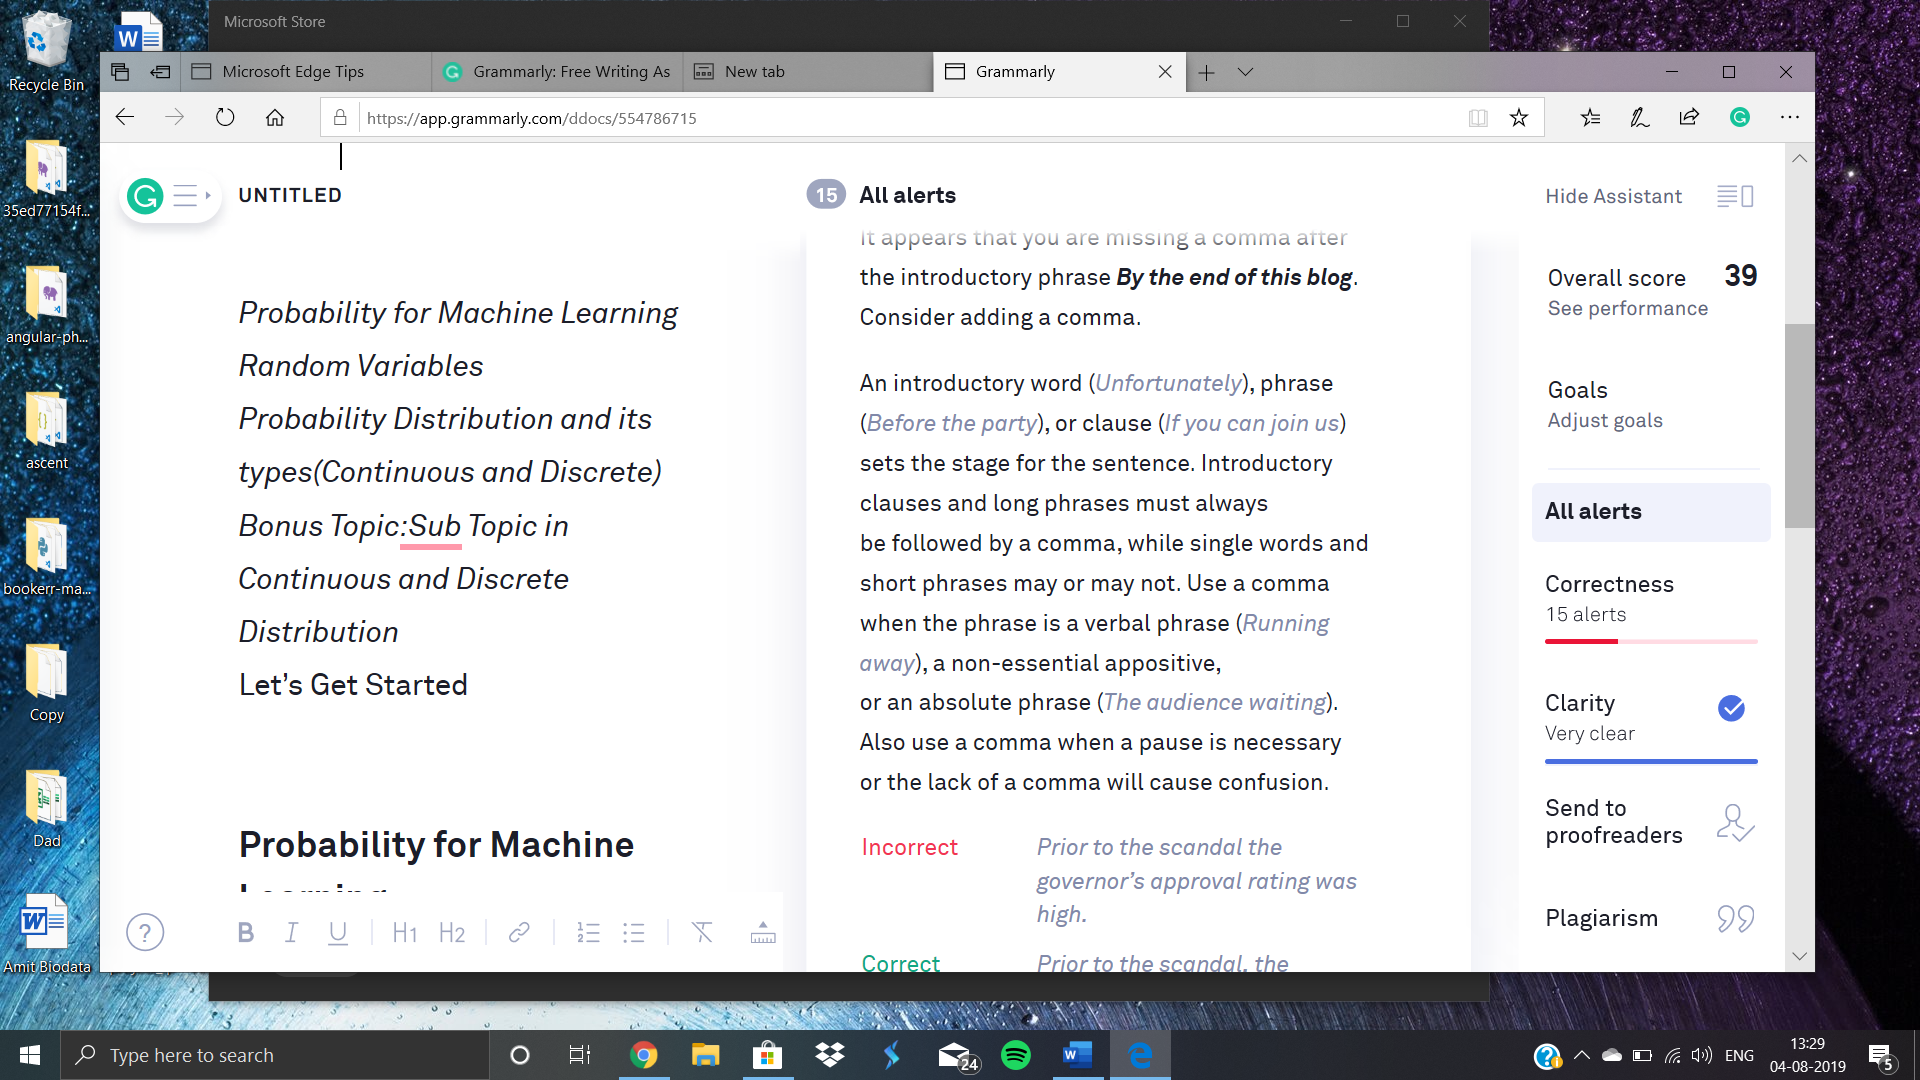 Microsoft Store
Recycle Bin
35ed77154f...
angular-ph...
ascent
bookerr-ma...
Copy
Dad
Amit Biodata
Microsoft Edge Tips
Grammarly: Free Writing As
New tab
Grammarly
https://app.grammarly.com/ddocs/554786715
UNTITLED
Probability for Machine Learning
Random Variables
Probability Distribution and its
types(Continuous and Discrete)
Bonus Topic:Sub Topic in
Continuous and Discrete
Distribution
Let's Get Started
Probability for Machine
Learning
B I U H1 H2
15 All alerts
It appears that you are missing a comma after
the introductory phrase By the end of this blog.
Consider adding a comma.
An introductory word (Unfortunately), phrase
(Before the party), or clause (If you can join us)
sets the stage for the sentence. Introductory
clauses and long phrases must always
be followed by a comma, while single words and
short phrases may or may not. Use a comma
when the phrase is a verbal phrase (Running
away), a non-essential appositive,
or an absolute phrase (The audience waiting).
Also use a comma when a pause is necessary
or the lack of a comma will cause confusion.
Incorrect
Prior to the scandal the
governor's approval rating was
high.
Correct
Prior to the scandal, the
Hide Assistant
Overall score 39
See performance
Goals
Adjust goals
All alerts
Correctness
15 alerts
Clarity
Very clear
Send to
proofreaders
Plagiarism
Type here to search
24
ENG
13:29
04-08-2019
5